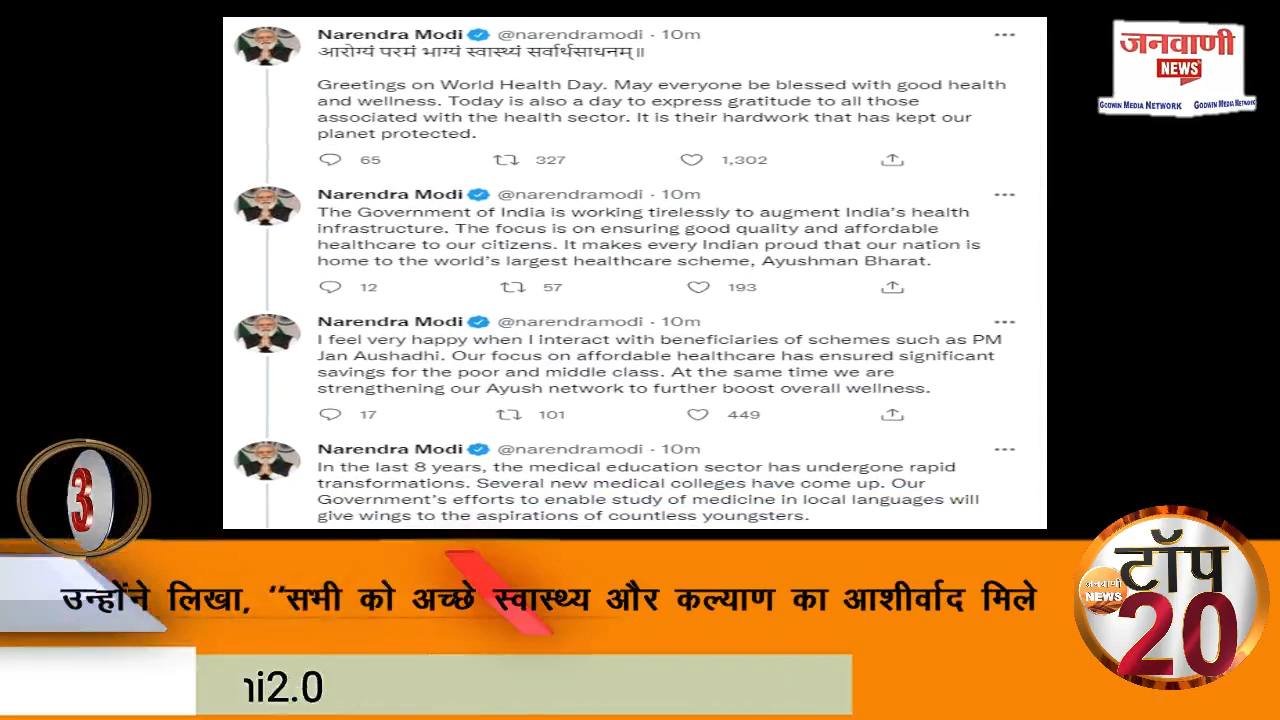 Narendra Modi @narendramodi · 10m
आरोग्यं परमं भाग्यं स्वास्थ्यं सर्वार्थसाधनम्॥
Greetings on World Health Day. May everyone be blessed with good health
and wellness. Today is also a day to express gratitude to all those
associated with the health sector. It is their hardwork that has kept our
planet protected.
65 327 1,302
Narendra Modi @narendramodi · 10m
The Government of India is working tirelessly to augment India's health
infrastructure. The focus is on ensuring good quality and affordable
healthcare to our citizens. It makes every Indian proud that our nation is
home to the world's largest healthcare scheme, Ayushman Bharat.
12 57 193
Narendra Modi @narendramodi · 10m
I feel very happy when I interact with beneficiaries of schemes such as PM
Jan Aushadhi. Our focus on affordable healthcare has ensured significant
savings for the poor and middle class. At the same time we are
strengthening our Ayush network to further boost overall wellness.
17 101 449
Narendra Modi @narendramodi · 10m
In the last 8 years, the medical education sector has undergone rapid
transformations. Several new medical colleges have come up. Our
Government's efforts to enable study of medicine in local languages will
give wings to the aspirations of countless youngsters.
जनवाणी
NEWS
GODWIN MEDIA NETWORK GODWIN MEDIA NETWORK
3
उन्होंने लिखा, "सभी को अच्छे स्वास्थ्य और कल्याण का आशीर्वाद मिले
टॉप
जनवाणी
NEWS
20
i2.0